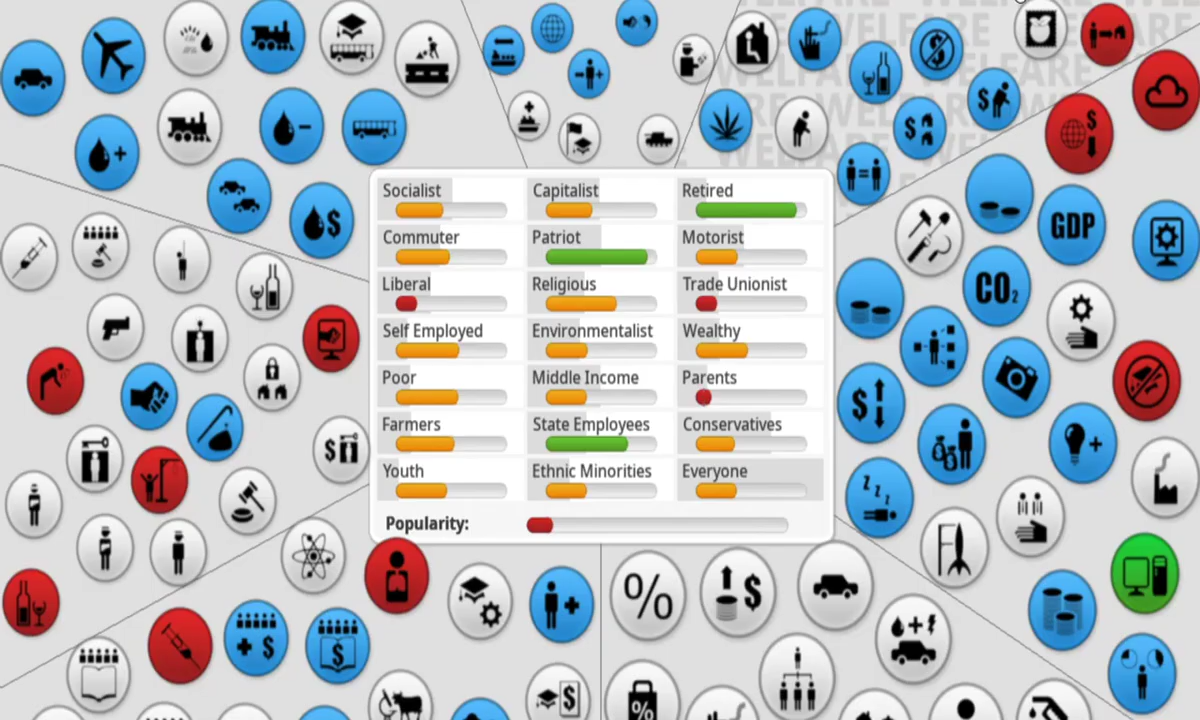 WELFARE
Socialist Capitalist Retired
Commuter Patriot Motorist
Liberal Religious Trade Unionist
Self Employed Environmentalist Wealthy
Poor Middle Income Parents
Farmers State Employees Conservatives
Youth Ethnic Minorities Everyone
Popularity:
GDP
CO₂
z z z
%